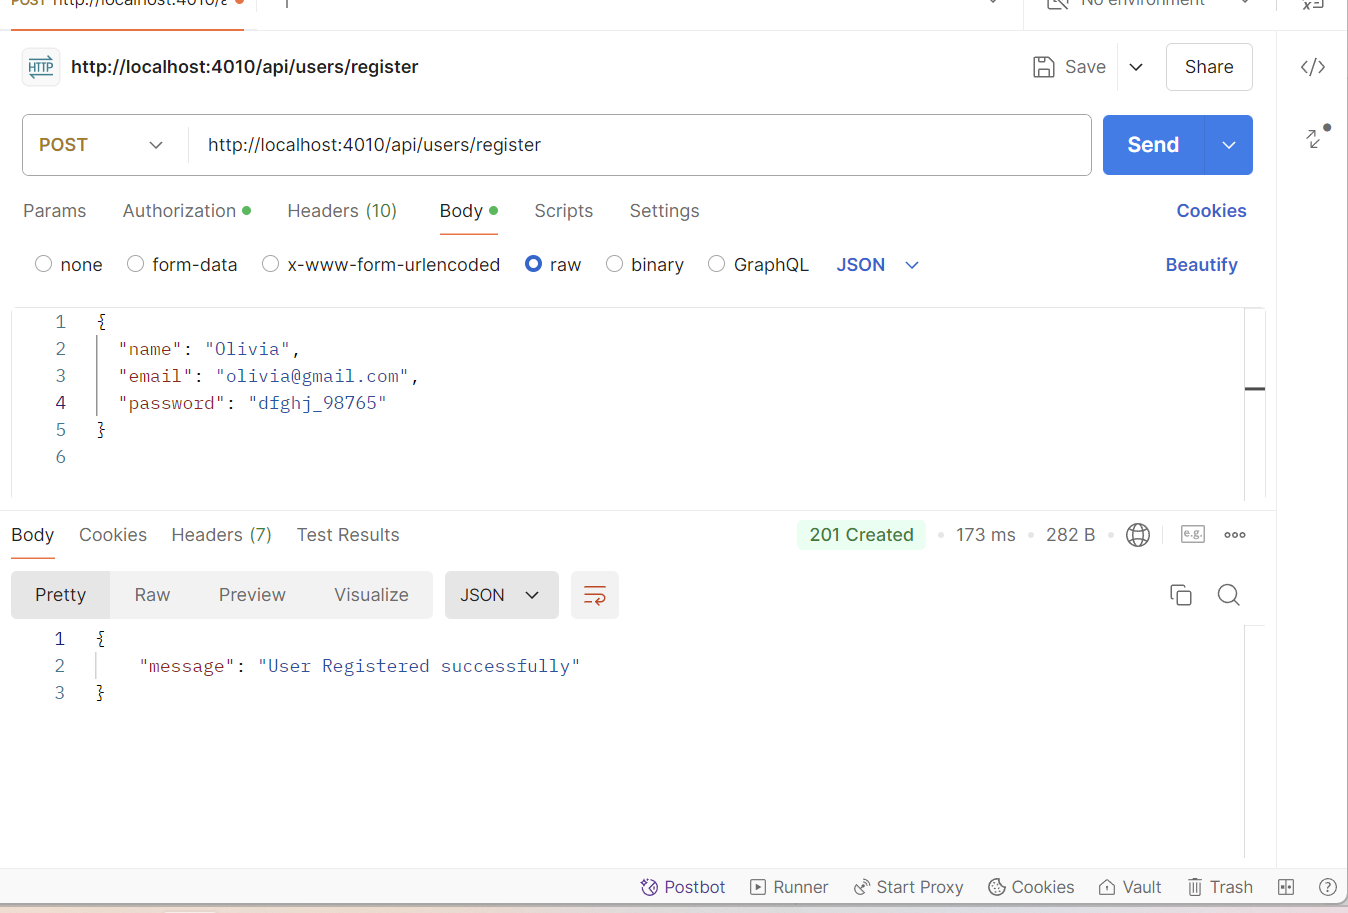 POST http://localhost:4010/a
No environment
HTTP http://localhost:4010/api/users/register
Save
Share
POST
http://localhost:4010/api/users/register
Send
Params
Authorization
Headers (10)
Body
Scripts
Settings
Cookies
none
form-data
x-www-form-urlencoded
raw
binary
GraphQL
JSON
Beautify
1 {
2 "name": "Olivia",
3 "email": "olivia@gmail.com",
4 "password": "dfghj_98765"
5 }
6
Body
Cookies
Headers (7)
Test Results
201 Created
173 ms
282 B
e.g.
Pretty
Raw
Preview
Visualize
JSON
1 {
2 "message": "User Registered successfully"
3 }
Postbot
Runner
Start Proxy
Cookies
Vault
Trash